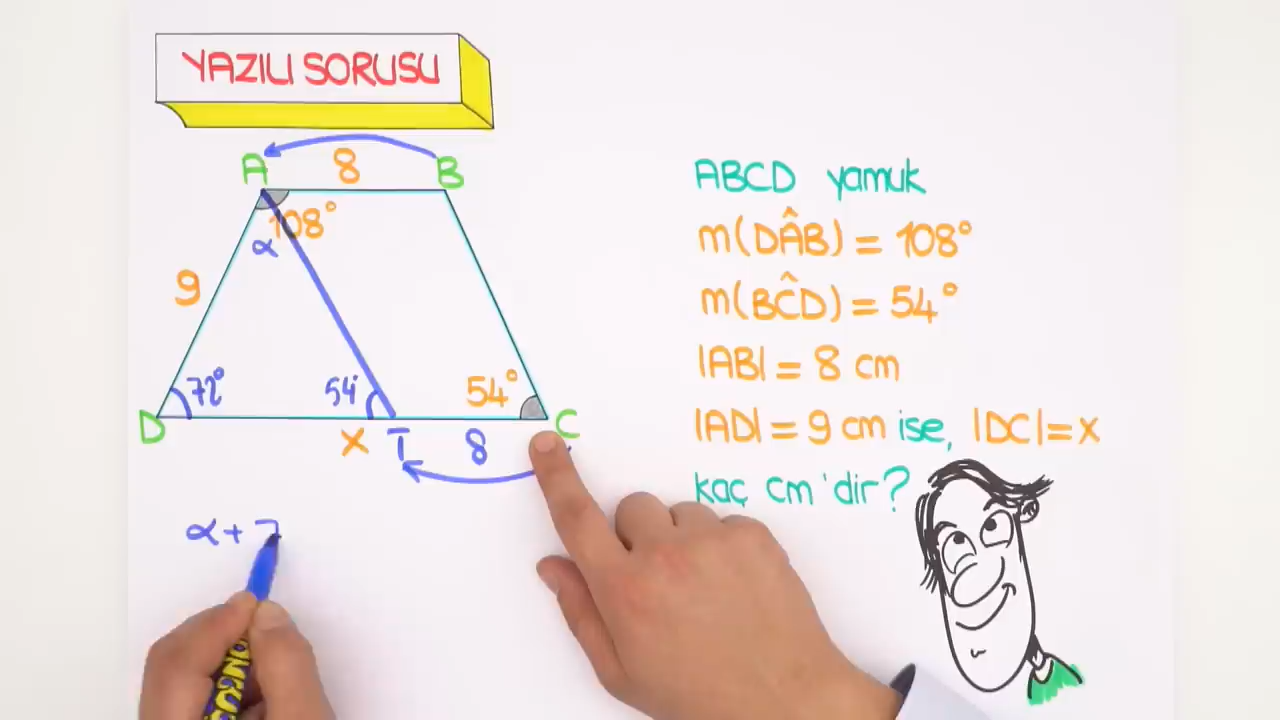 YAZILI SORUSU
A 8 B
108°
α
9
72° 54° 54°
D X T 8 C
α + 7
ABCD yamuk
m(DÂB) = 108°
m(BĈD) = 54°
|AB| = 8 cm
|AD| = 9 cm ise, |DC| = x
kaç cm 'dir?